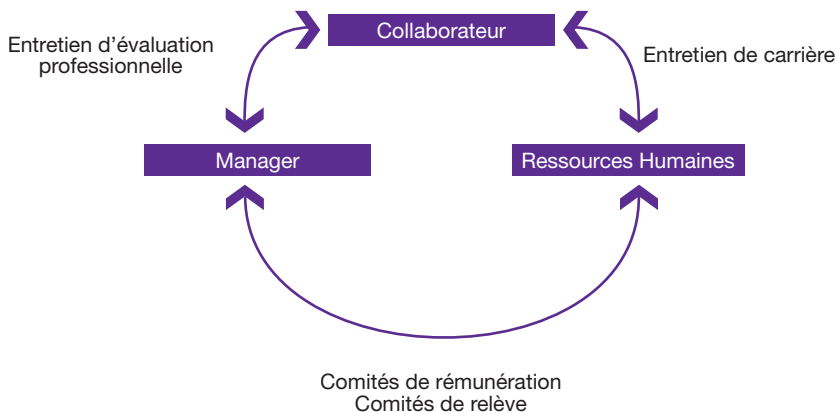 Collaborateur
Entretien d’évaluation
professionnelle
Entretien de carrière
Manager
Ressources Humaines
Comités de rémunération
Comités de relève